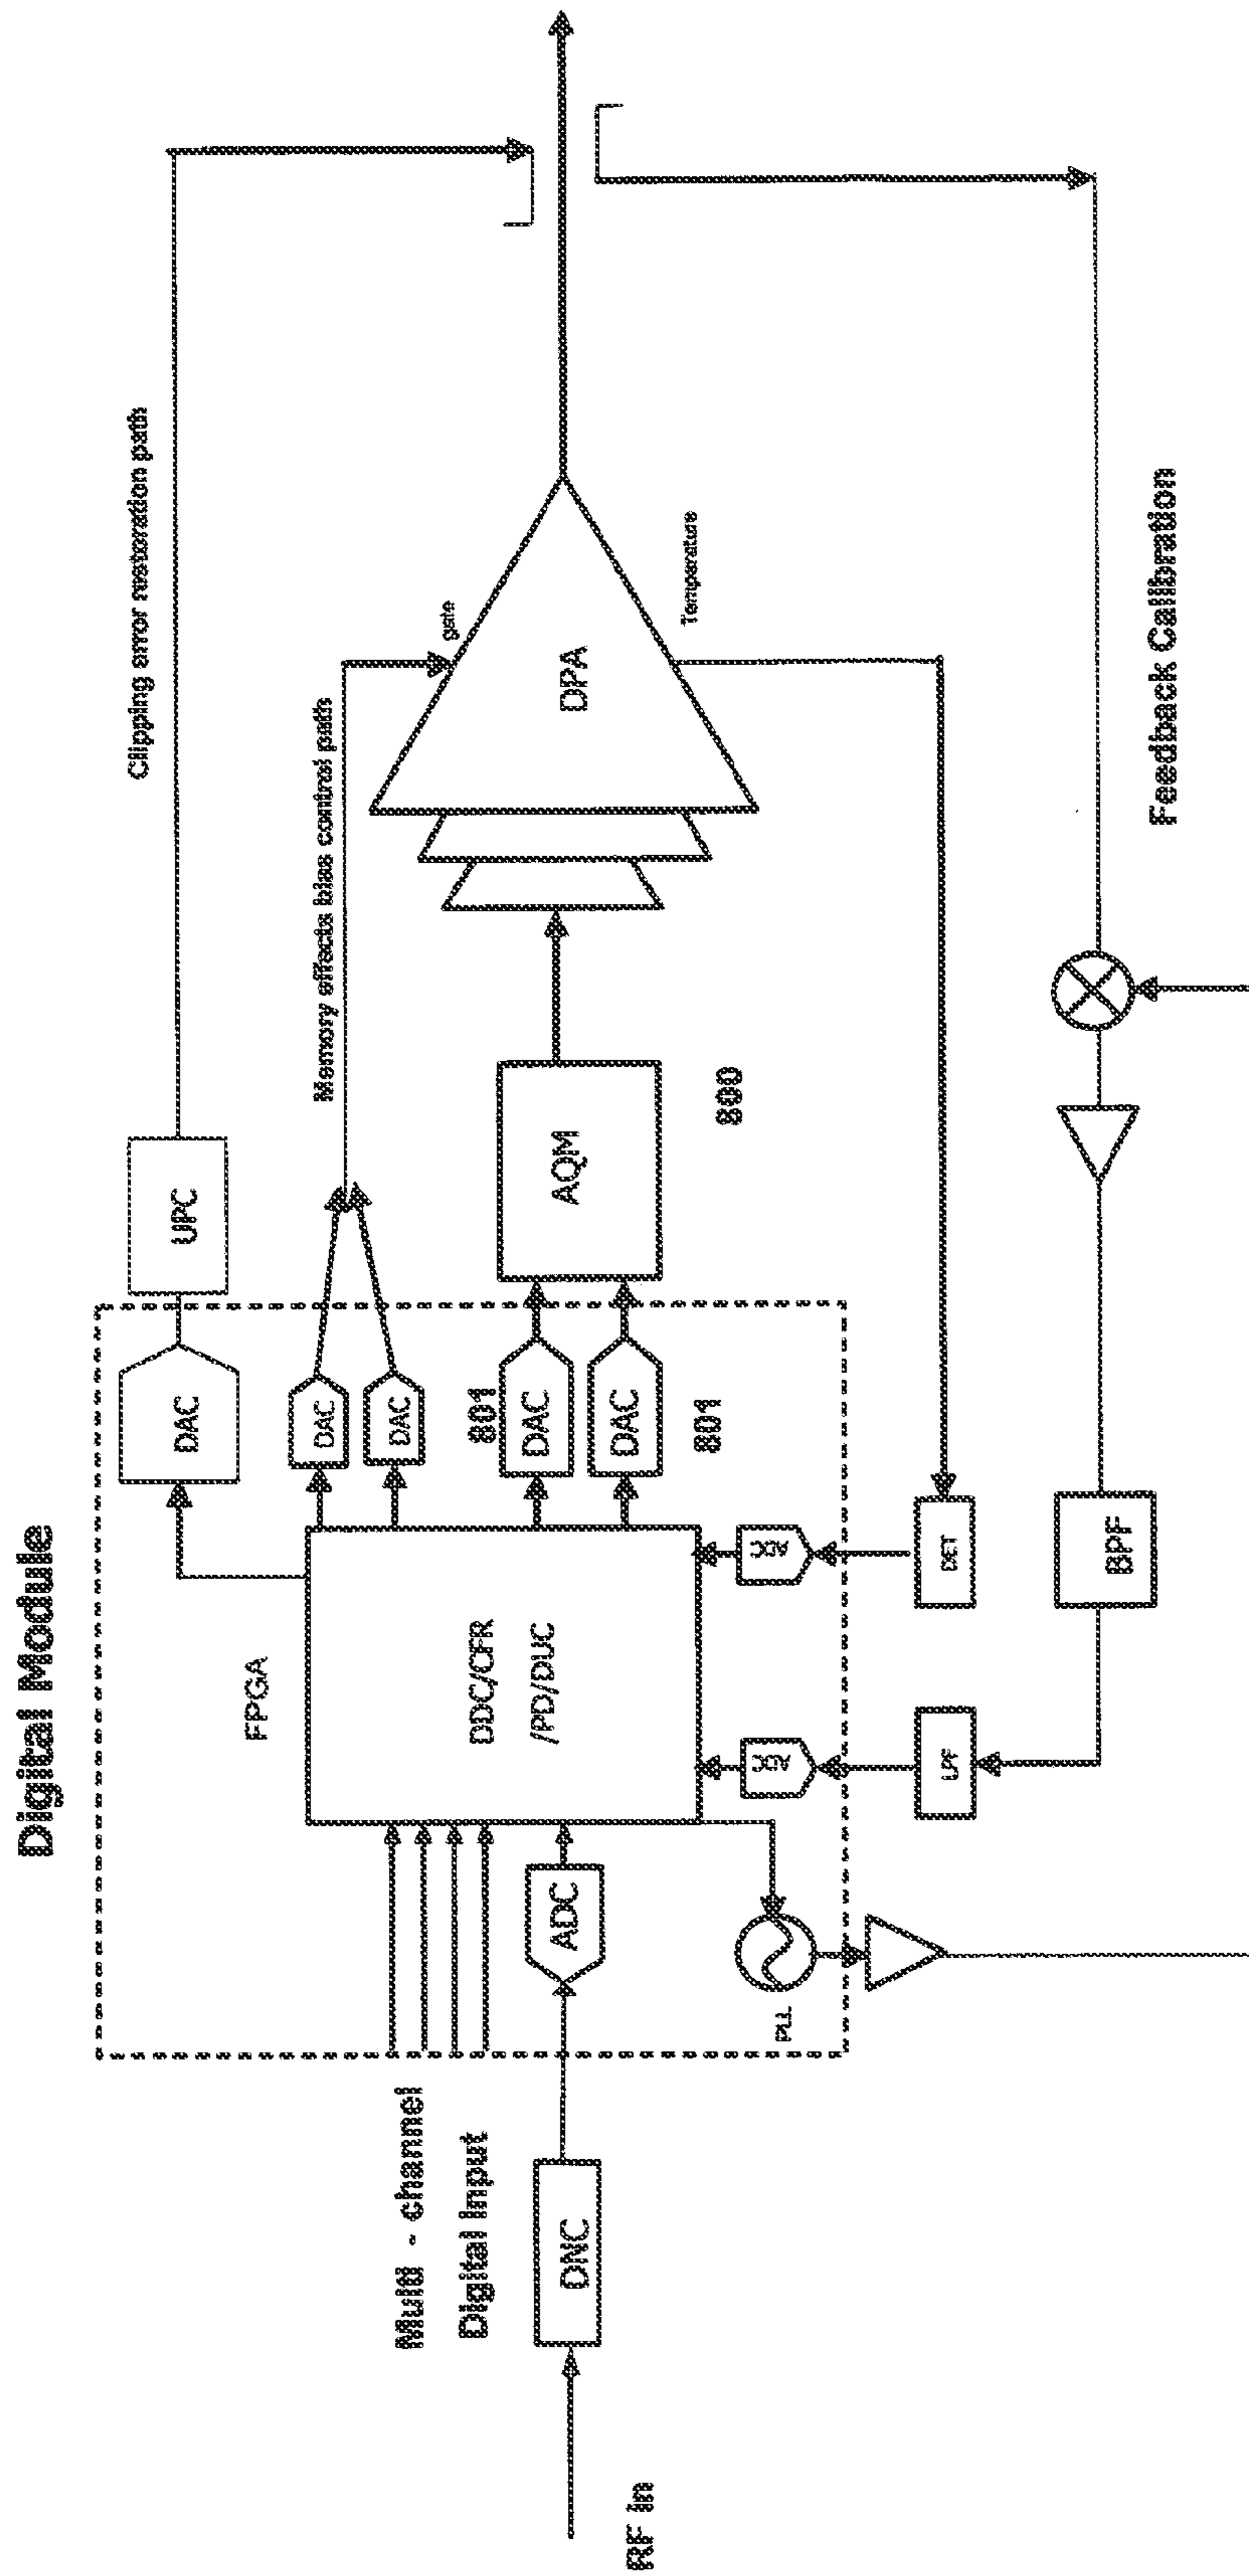 Digital Module
Clipping error restoration path
UPC
DAC
Memory effects bias control path
FPGA
DAC
DAC
gate
801
DAC
DAC
801
AQM
800
DPA
Temperature
Multi - channel
Digital Input
DDC/CFR
/PD/DUC
RF in
DNC
ADC
PLL
ADC
ADC
LPF
DET
BPF
Feedback Calibration